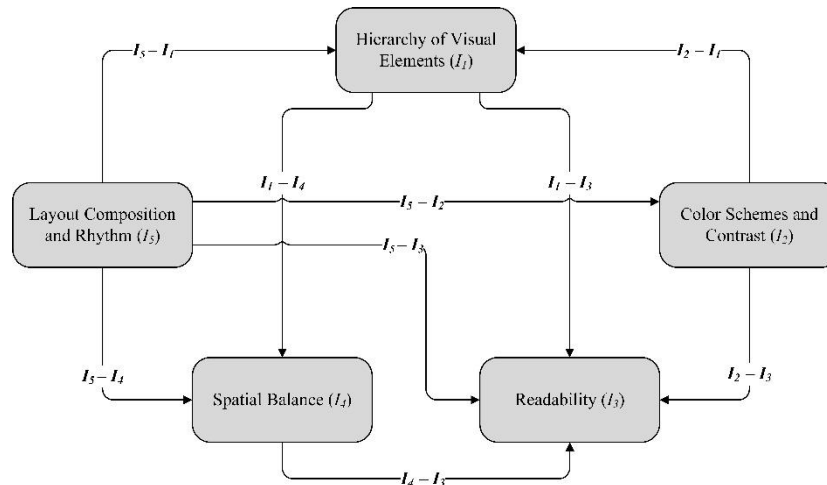 Hierarchy of Visual
Elements (I1)
I5 – I1
I2 – I1
I1 – I4
I1 – I3
Layout Composition
and Rhythm (I5)
I5 – I2
Color Schemes and
Contrast (I2)
I5 – I3
I5 – I4
Spatial Balance (I4)
Readability (I3)
I2 – I3
I4 – I3